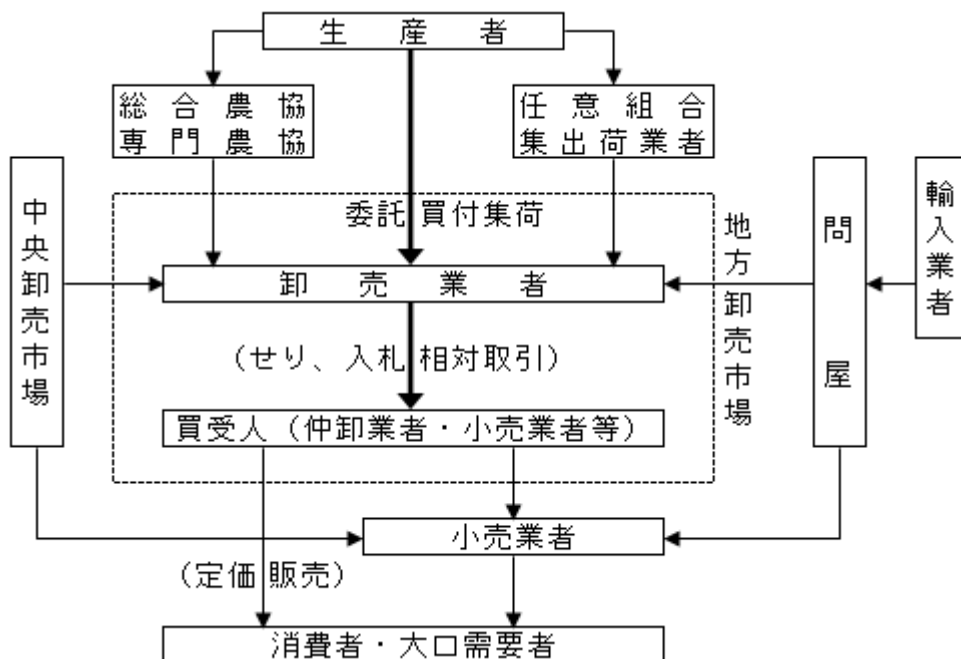 生産者
総合農協
専門農協
任意組合
集出荷業者
中央卸売市場
委託 買付集荷
地方卸売市場
問屋
輸入業者
卸売業者
(せり、入札 相対取引)
買受人(仲卸業者・小売業者等)
小売業者
(定価 販売)
消費者・大口需要者